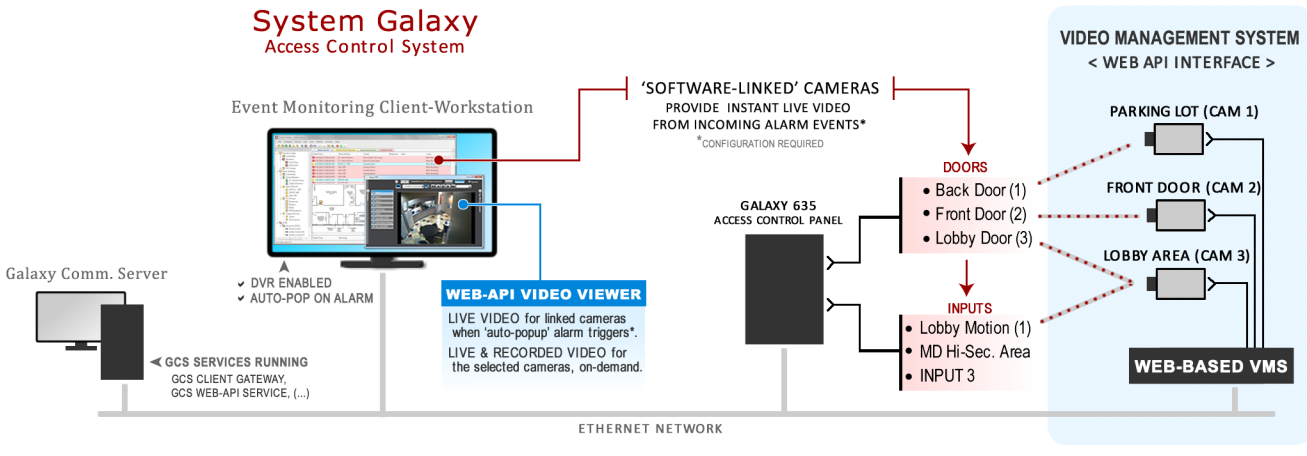 System Galaxy
Access Control System
Event Monitoring Client-Workstation
DVR ENABLED
AUTO-POP ON ALARM
Galaxy Comm. Server
GCS SERVICES RUNNING
GCS CLIENT GATEWAY,
GCS WEB-API SERVICE, (...)
WEB-API VIDEO VIEWER
LIVE VIDEO for linked cameras
when 'auto-popup' alarm triggers*.
LIVE & RECORDED VIDEO for
the selected cameras, on-demand.
'SOFTWARE-LINKED' CAMERAS
PROVIDE INSTANT LIVE VIDEO
FROM INCOMING ALARM EVENTS*
*CONFIGURATION REQUIRED
GALAXY 635
ACCESS CONTROL PANEL
DOORS
• Back Door (1)
• Front Door (2)
• Lobby Door (3)
INPUTS
• Lobby Motion (1)
• MD Hi-Sec. Area
• INPUT 3
VIDEO MANAGEMENT SYSTEM
< WEB API INTERFACE >
PARKING LOT (CAM 1)
FRONT DOOR (CAM 2)
LOBBY AREA (CAM 3)
WEB-BASED VMS
ETHERNET NETWORK